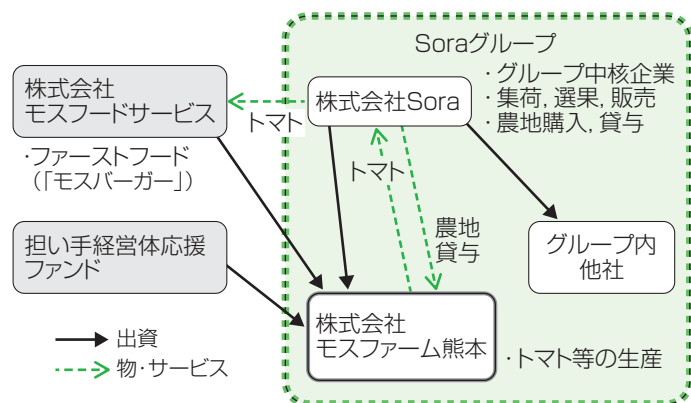 Soraグループ
株式会社
モスフードサービス
・ファーストフード
(「モスバーガー」)
トマト
株式会社Sora
・グループ中核企業
・集荷, 選果, 販売
・農地購入, 貸与
トマト
農地
貸与
担い手経営体応援
ファンド
グループ内
他社
株式会社
モスファーム熊本
・トマト等の生産
出資
物・サービス